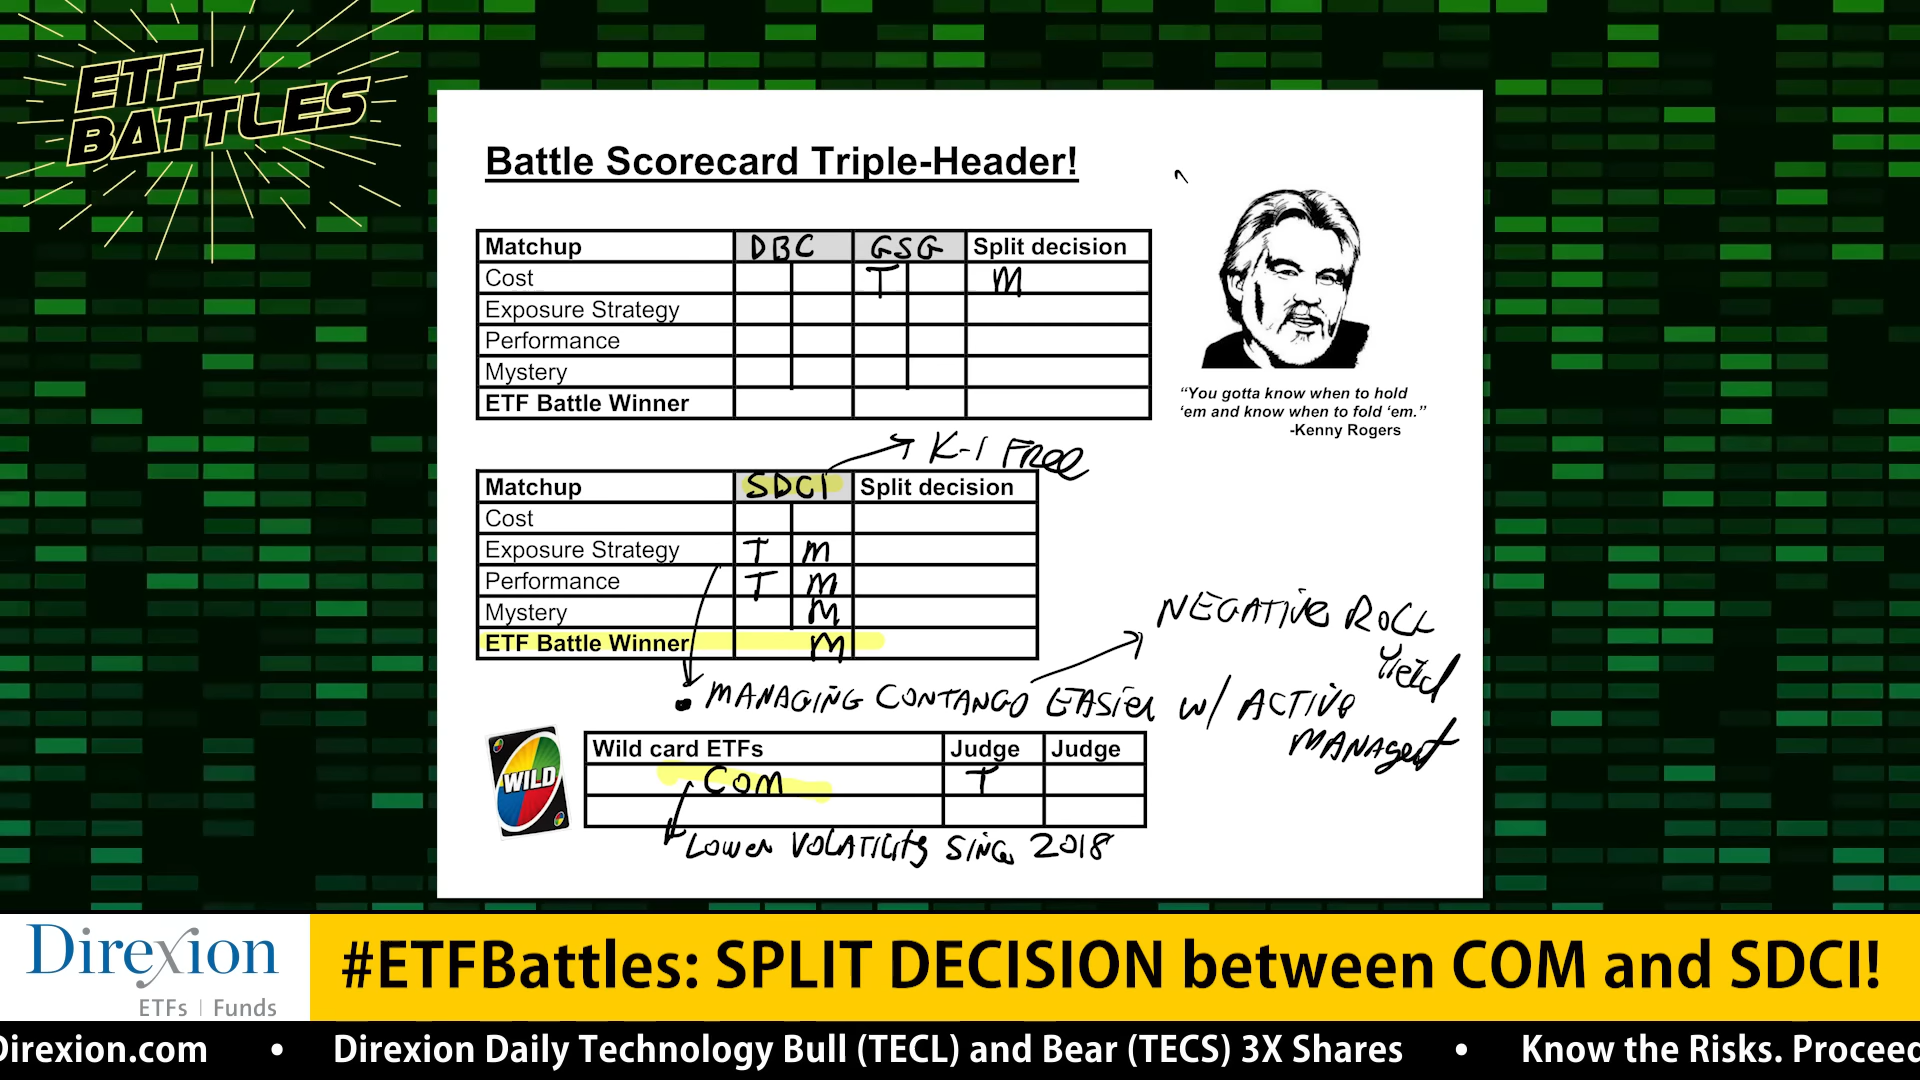 ETF
BATTLES
Battle Scorecard Triple-Header!
Matchup DBC GSG Split decision
Cost T M
Exposure Strategy
Performance
Mystery
ETF Battle Winner
“You gotta know when to hold
‘em and know when to fold ‘em.”
-Kenny Rogers
K-1 FREE
Matchup SDCI Split decision
Cost
Exposure Strategy T M
Performance T M
Mystery M
ETF Battle Winner M
NEGATIVE ROLL
YIELD
• MANAGING CONTANGO EASIER W/ ACTIVE
MANAGEMT
WILD
Wild card ETFs Judge Judge
COM T
LOWER VOLATILITY SINCE 2018
Direxion
ETFs | Funds
#ETFBattles: SPLIT DECISION between COM and SDCI!
Direxion.com • Direxion Daily Technology Bull (TECL) and Bear (TECS) 3X Shares • Know the Risks. Proceed